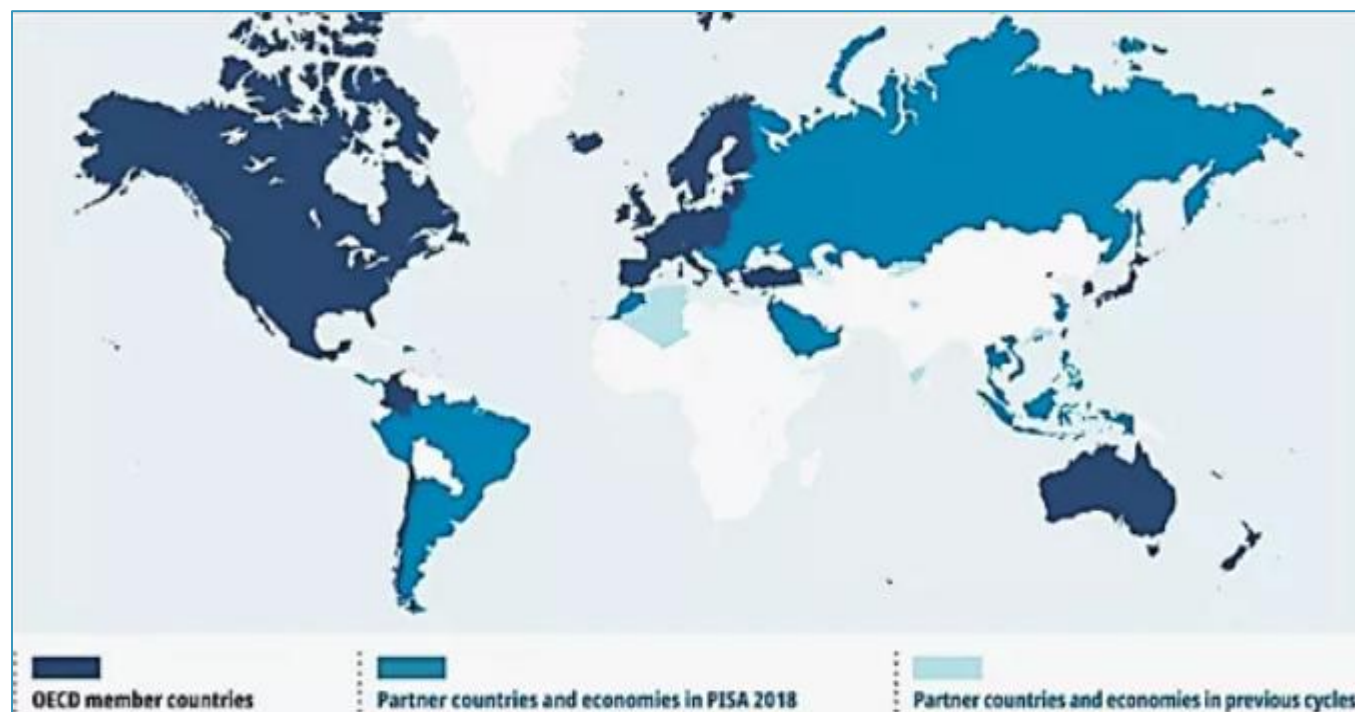 OECD member countries
Partner countries and economies in PISA 2018
Partner countries and economies in previous cycles